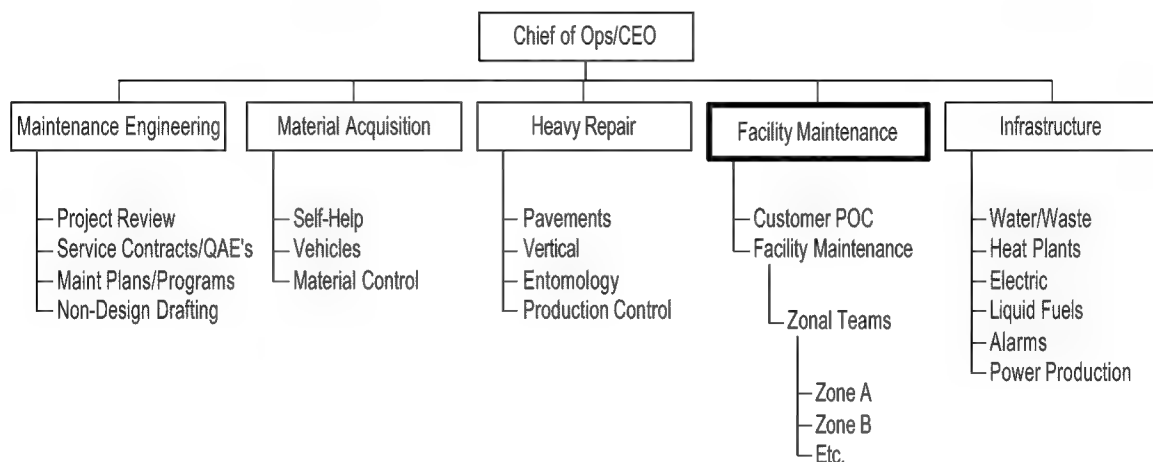 Chief of Ops/CEO
Maintenance Engineering
Project Review
Service Contracts/QAE's
Maint Plans/Programs
Non-Design Drafting
Material Acquisition
Self-Help
Vehicles
Material Control
Heavy Repair
Pavements
Vertical
Entomology
Production Control
Facility Maintenance
Customer POC
Facility Maintenance
Zonal Teams
Zone A
Zone B
Etc.
Infrastructure
Water/Waste
Heat Plants
Electric
Liquid Fuels
Alarms
Power Production